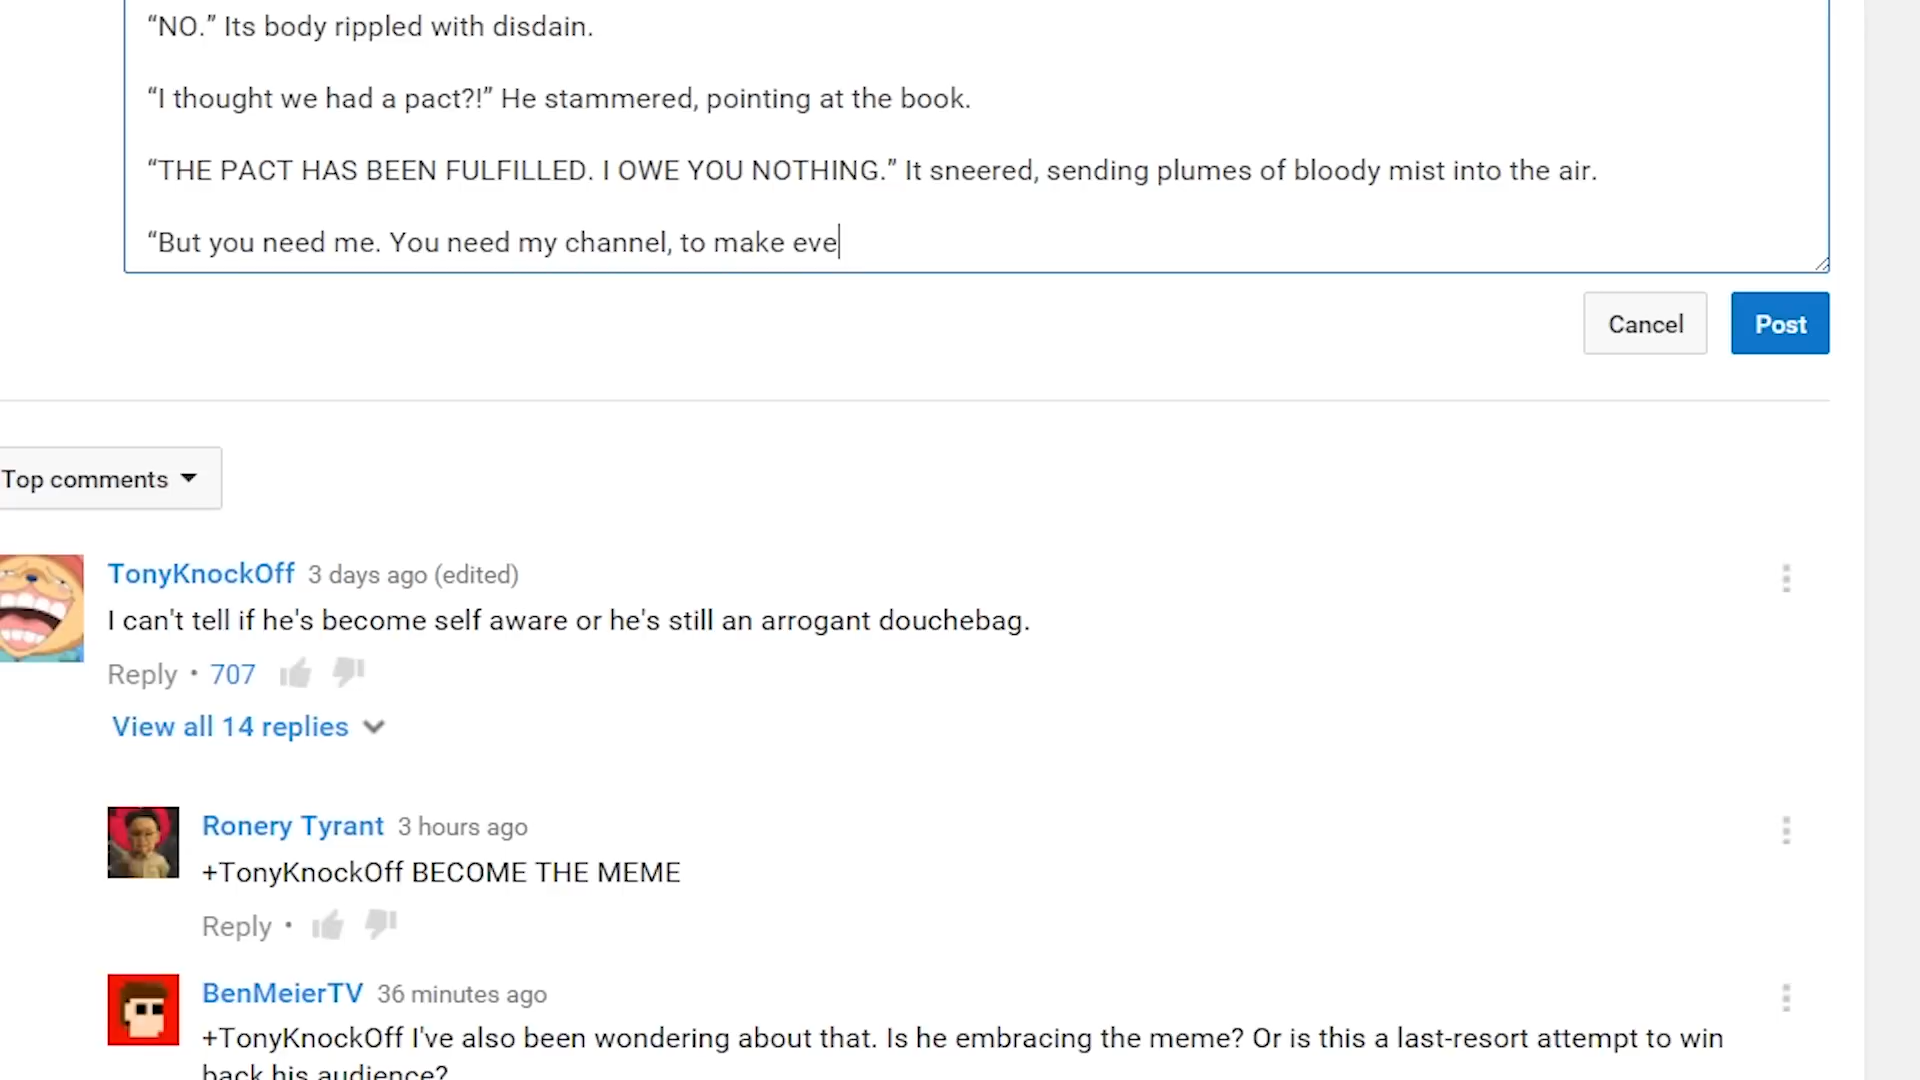 “NO.” Its body rippled with disdain.
“I thought we had a pact?!” He stammered, pointing at the book.
“THE PACT HAS BEEN FULFILLED. I OWE YOU NOTHING.” It sneered, sending plumes of bloody mist into the air.
“But you need me. You need my channel, to make eve
Cancel
Post
Top comments
TonyKnockOff 3 days ago (edited)
I can't tell if he's become self aware or he's still an arrogant douchebag.
Reply • 707
View all 14 replies
Ronery Tyrant 3 hours ago
+TonyKnockOff BECOME THE MEME
Reply •
BenMeierTV 36 minutes ago
+TonyKnockOff I've also been wondering about that. Is he embracing the meme? Or is this a last-resort attempt to win
back his audience?